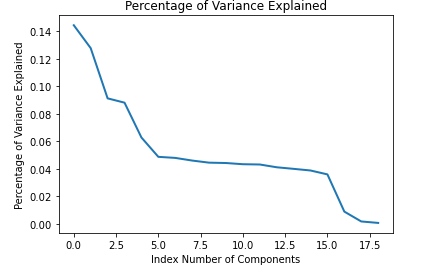 Percentage of Variance Explained
Percentage of Variance Explained
0.14
0.12
0.10
0.08
0.06
0.04
0.02
0.00
0.0 2.5 5.0 7.5 10.0 12.5 15.0 17.5
Index Number of Components